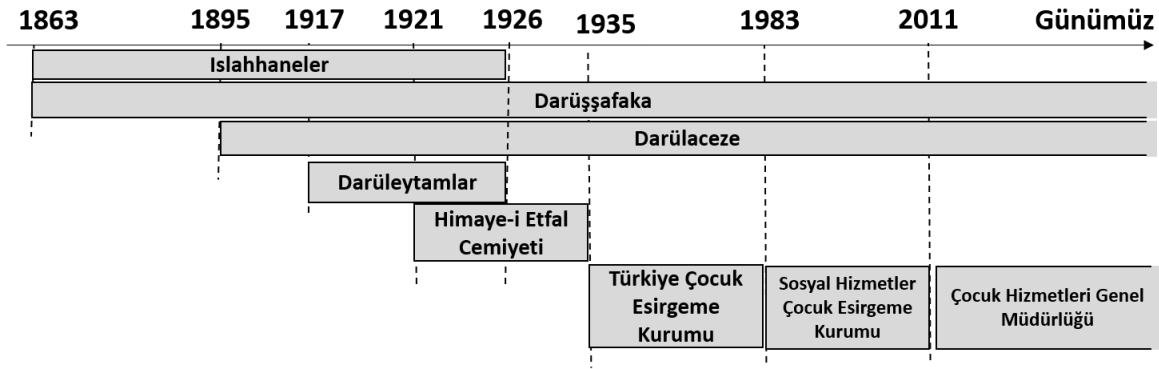 1863 1895 1917 1921 1926 1935 1983 2011 Günümüz
Islahhaneler
Darüşşafaka
Darülaceze
Darüleytamlar
Himaye-i Etfal
Cemiyeti
Türkiye Çocuk
Esirgeme
Kurumu
Sosyal Hizmetler
Çocuk Esirgeme
Kurumu
Çocuk Hizmetleri Genel
Müdürlüğü